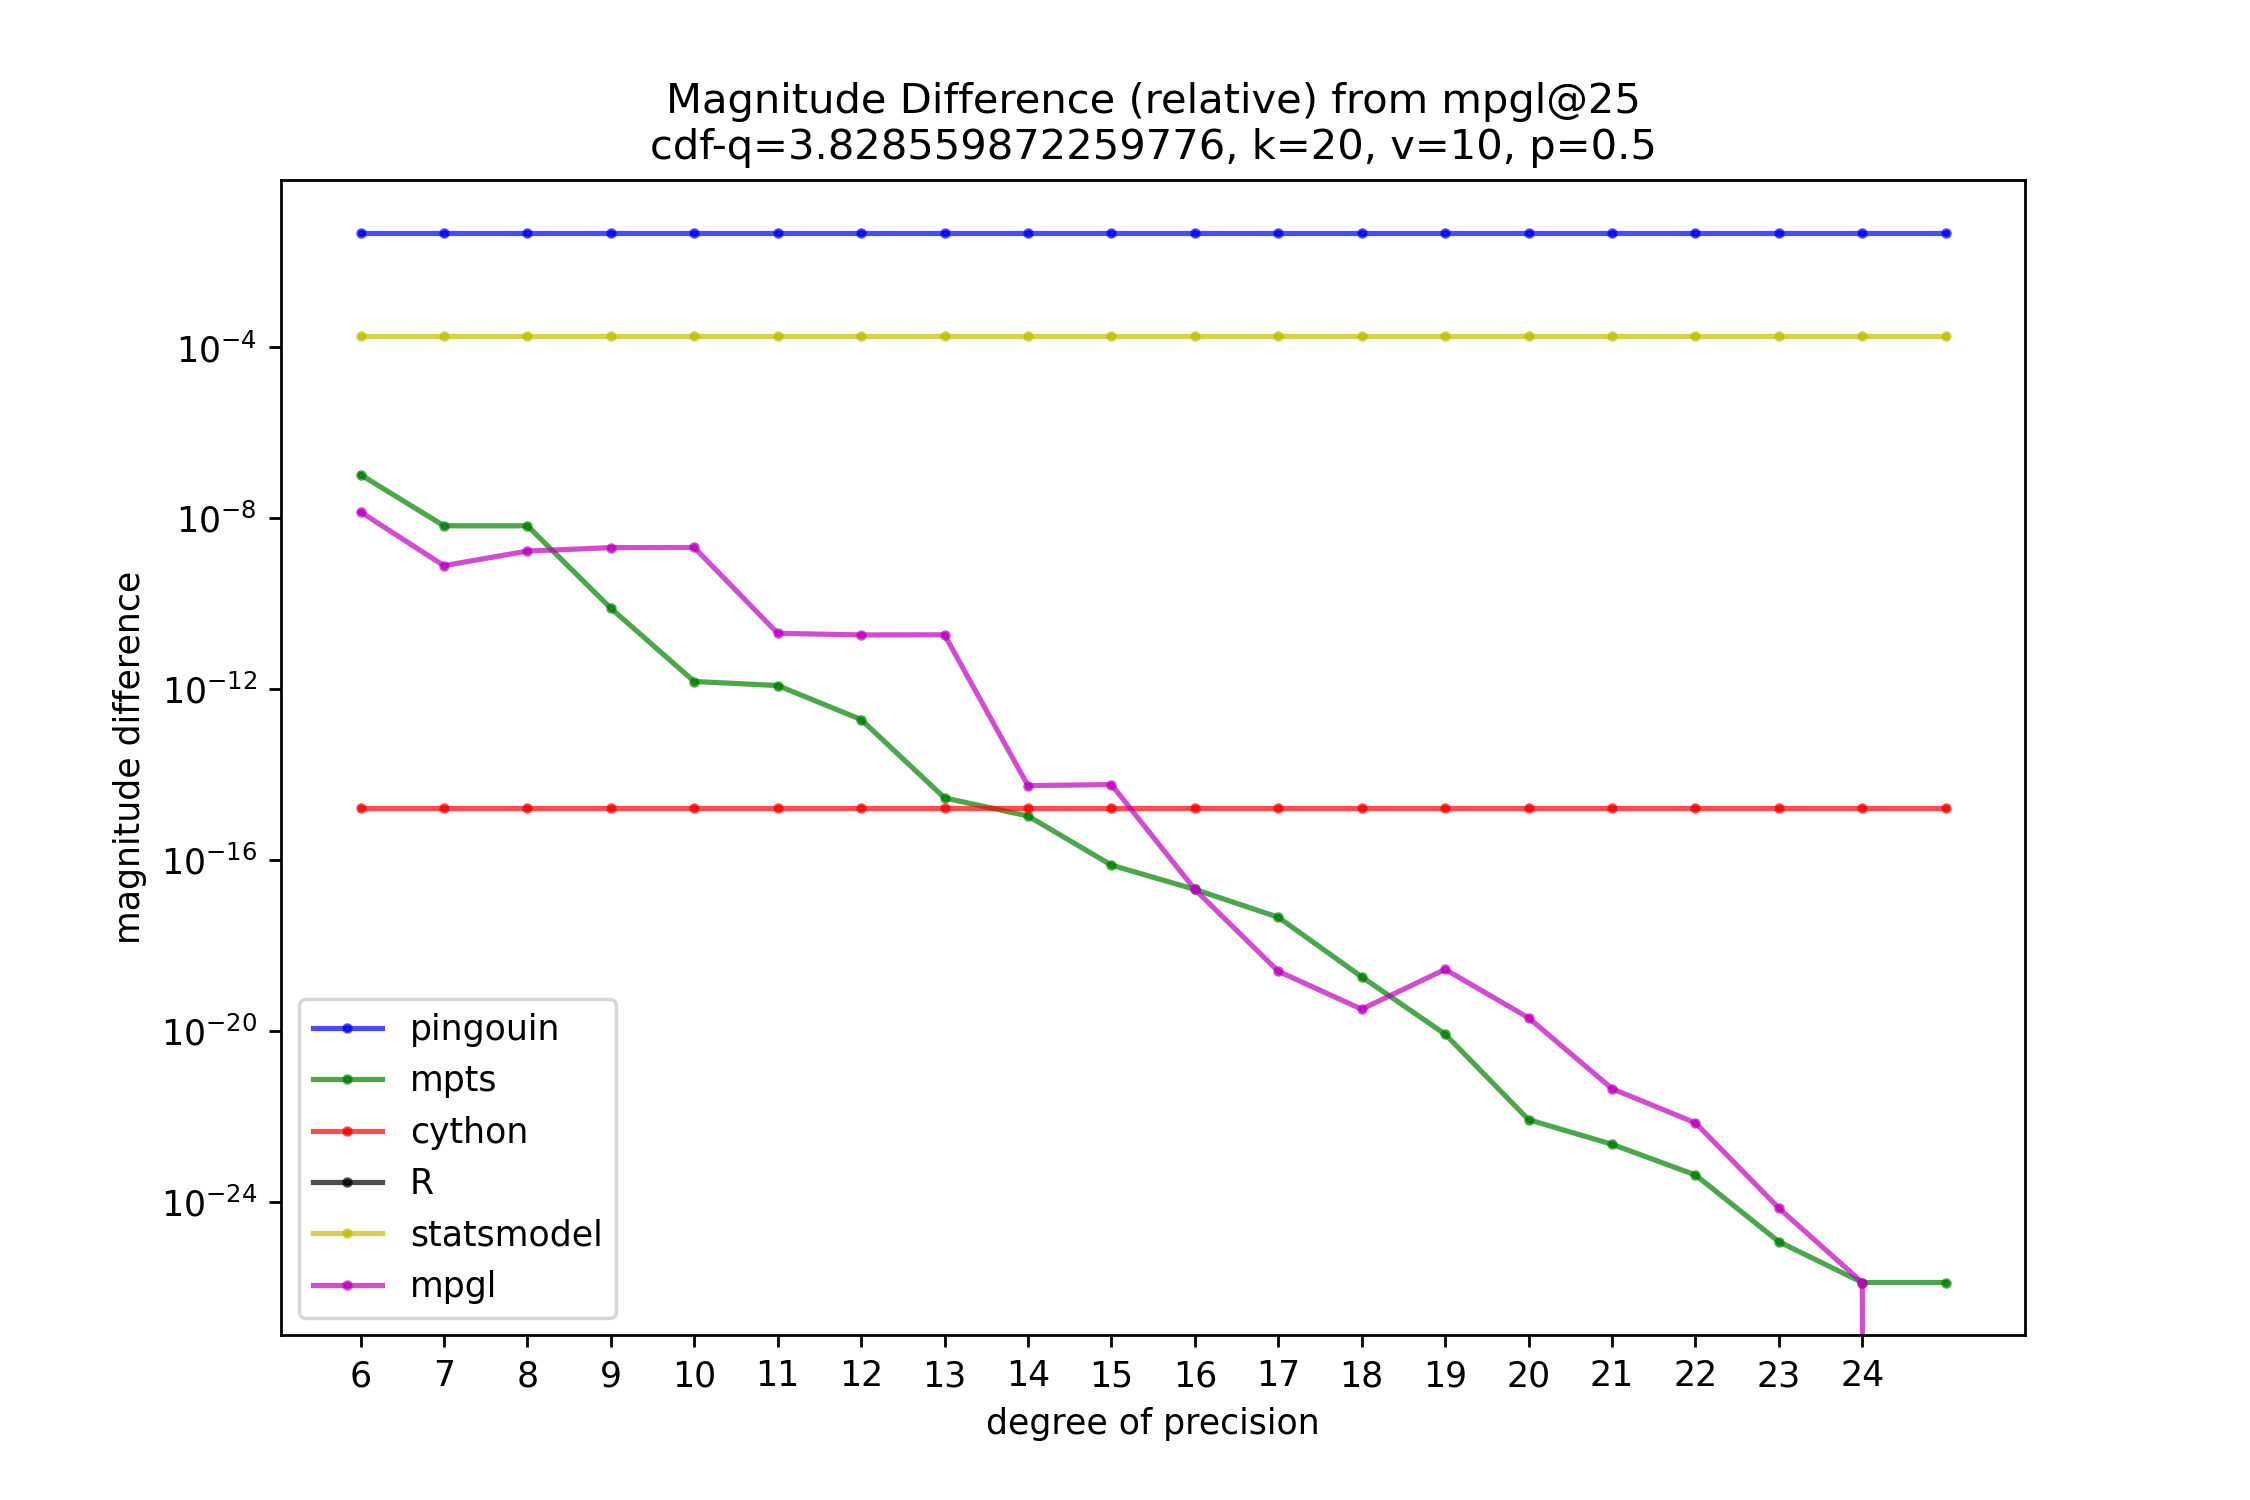 Magnitude Difference (relative) from mpgl@25
cdf-q=3.828559872259776, k=20, v=10, p=0.5
magnitude difference
10⁻⁴
10⁻⁸
10⁻¹²
10⁻¹⁶
10⁻²⁰
10⁻²⁴
pingouin
mpts
cython
R
statsmodel
mpgl
6 7 8 9 10 11 12 13 14 15 16 17 18 19 20 21 22 23 24
degree of precision